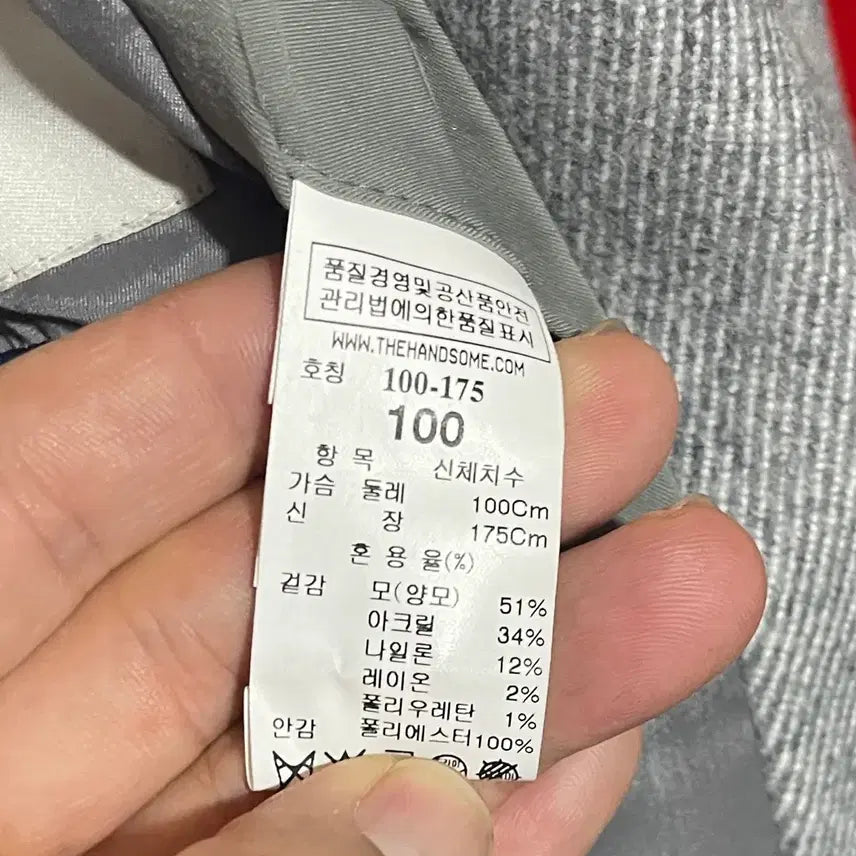 품질경영및공산품안전
관리법에의한품질표시
WWW.THEHANDSOME.COM
호칭 100-175
100
항 목 신체치수
가슴 둘레 100Cm
신 장 175Cm
혼 용 율(%)
겉감 모(양모) 51%
아크릴 34%
나일론 12%
레이온 2%
폴리우레탄 1%
안감 폴리에스터 100%